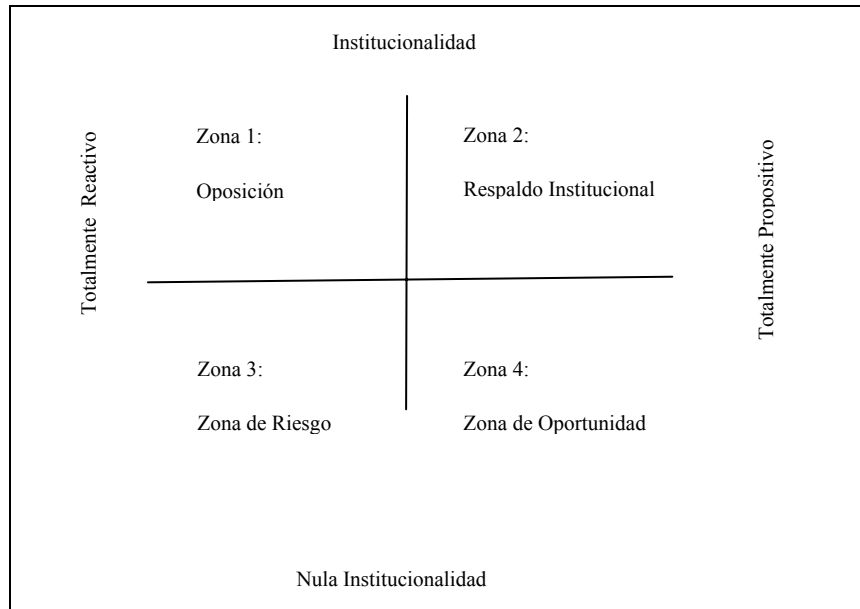 Institucionalidad
Zona 1:
Zona 2:
Oposición
Respaldo Institucional
Totalmente Reactivo
Totalmente Propositivo
Zona 3:
Zona 4:
Zona de Riesgo
Zona de Oportunidad
Nula Institucionalidad